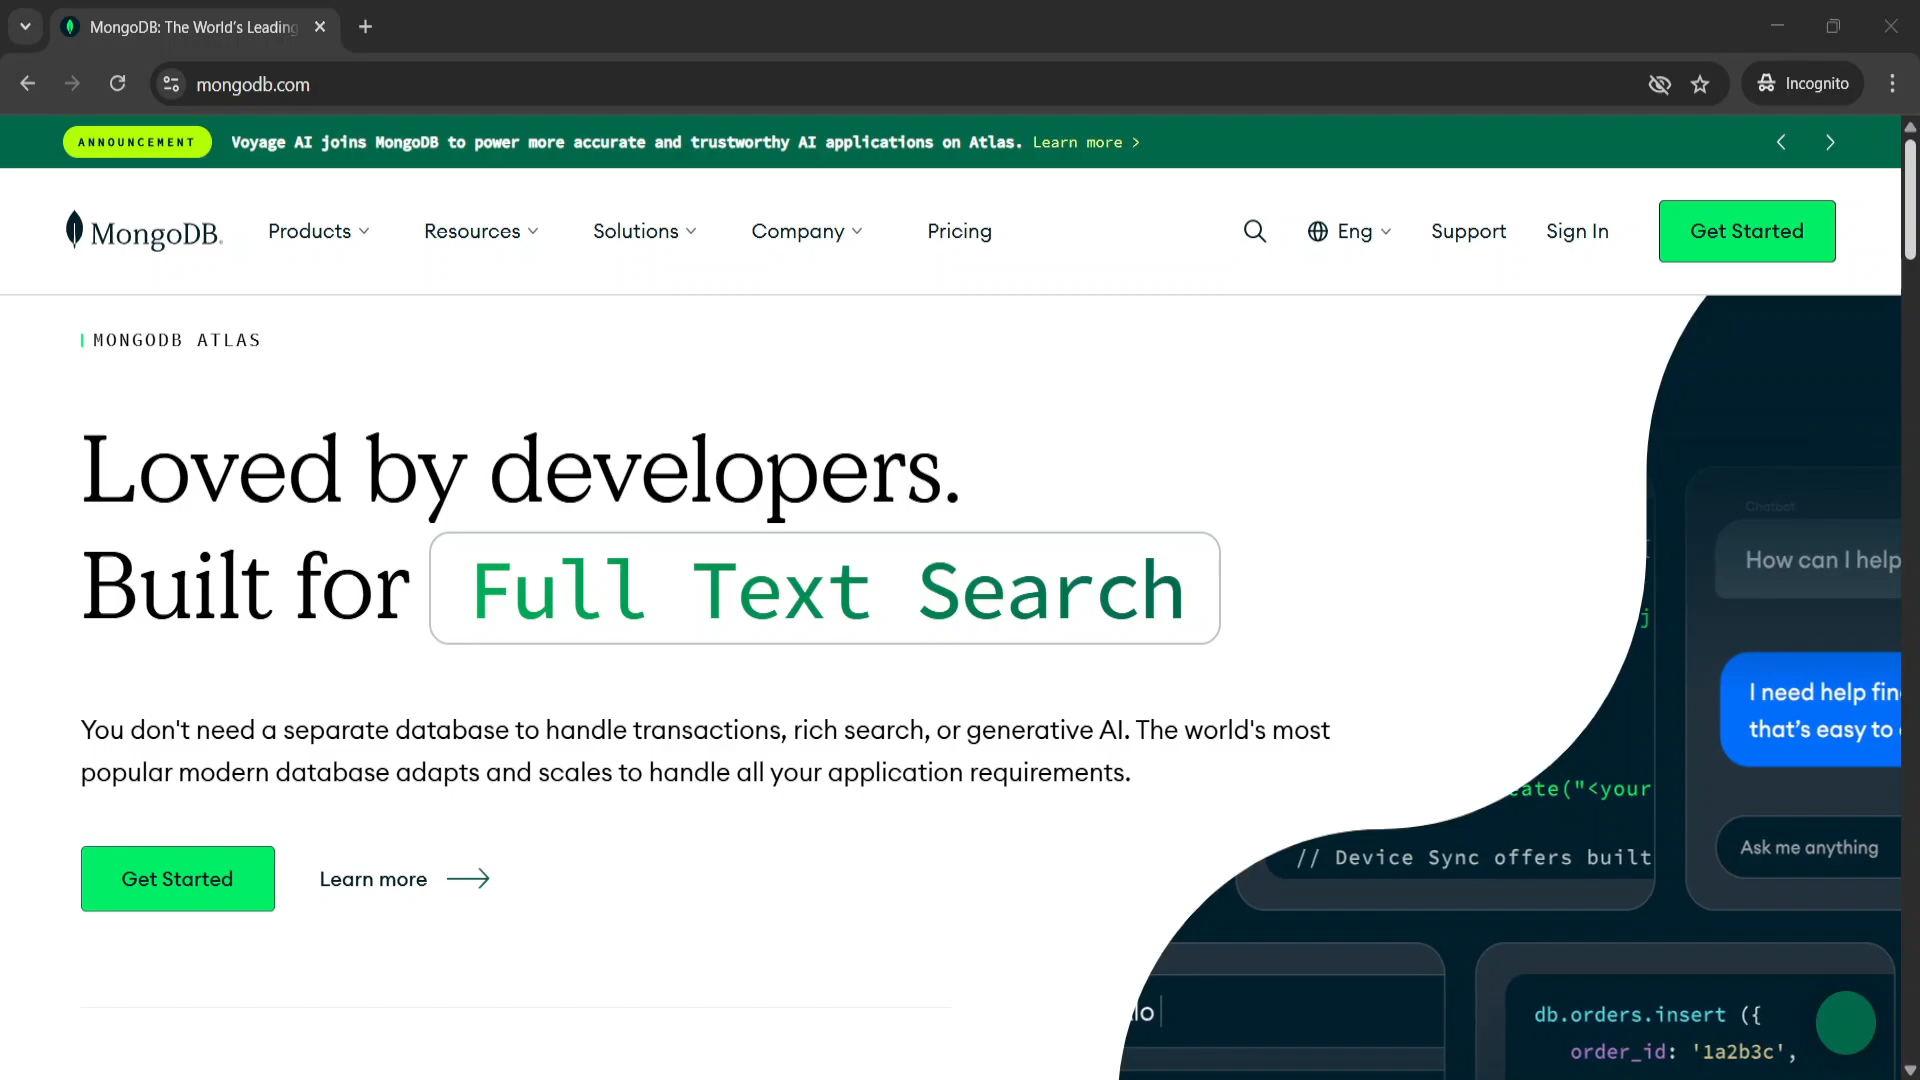 MongoDB: The World's Leading
mongodb.com
Incognito
ANNOUNCEMENT
Voyage AI joins MongoDB to power more accurate and trustworthy AI applications on Atlas. Learn more >
MongoDB.
Products
Resources
Solutions
Company
Pricing
Eng
Support
Sign In
Get Started
MONGODB ATLAS
Loved by developers.
Built for Full Text Search
You don't need a separate database to handle transactions, rich search, or generative AI. The world's most
popular modern database adapts and scales to handle all your application requirements.
Get Started
Learn more
Chatbot
How can I help
I need help fin
that's easy to
Ask me anything
eate("<your
// Device Sync offers built
lo
db.orders.insert ({
order_id: '1a2b3c',